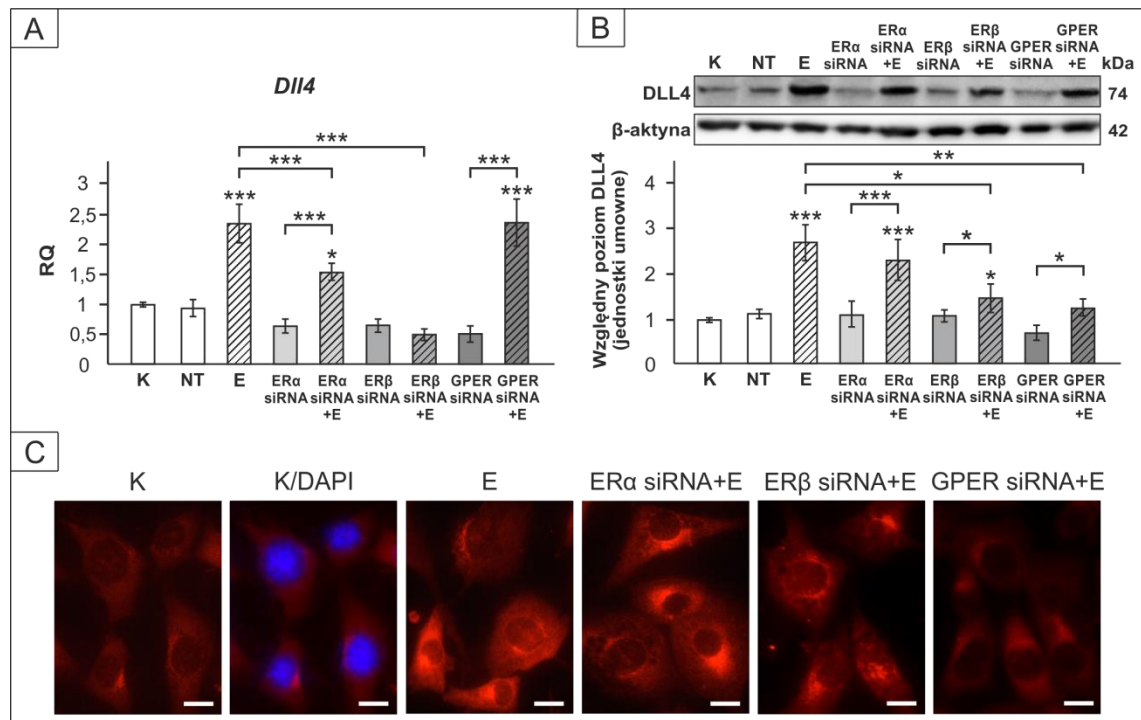 A
Dll4
***
***
***
***
***
***
*
RQ
3
2,5
2
1,5
1
0,5
0
K NT E ERα siRNA ERα siRNA +E ERβ siRNA ERβ siRNA +E GPER siRNA GPER siRNA +E
B
K NT E ERα siRNA ERα siRNA +E ERβ siRNA ERβ siRNA +E GPER siRNA GPER siRNA +E kDa
DLL4 74
β-aktyna 42
Względny poziom DLL4
(jednostki umowne)
4
3
2
1
0
**
*
***
***
***
*
*
*
K NT E ERα siRNA ERα siRNA +E ERβ siRNA ERβ siRNA +E GPER siRNA GPER siRNA +E
C
K K/DAPI E ERα siRNA+E ERβ siRNA+E GPER siRNA+E